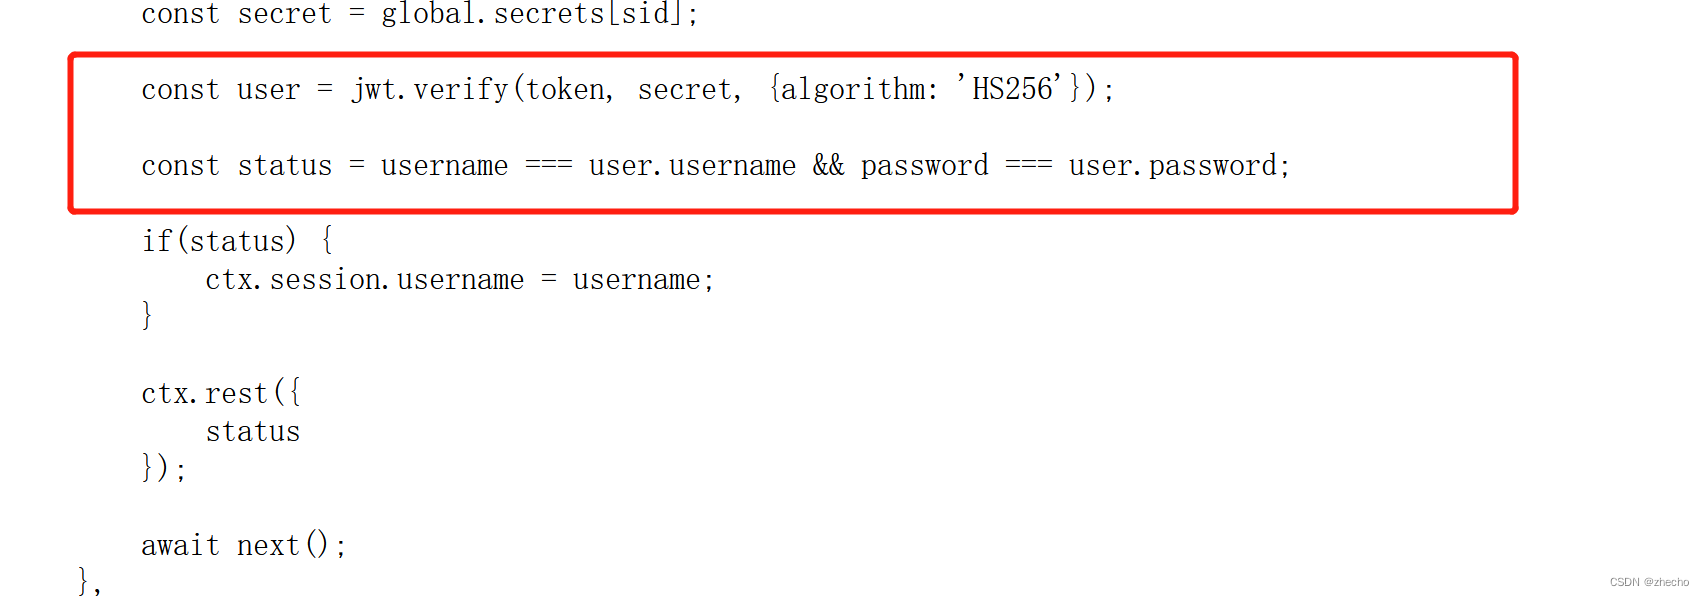 const secret = global.secrets[sid];
const user = jwt.verify(token, secret, {algorithm: 'HS256'});
const status = username === user.username && password === user.password;
if(status) {
ctx.session.username = username;
}
ctx.rest({
status
});
await next();
},
CSDN @zhecho